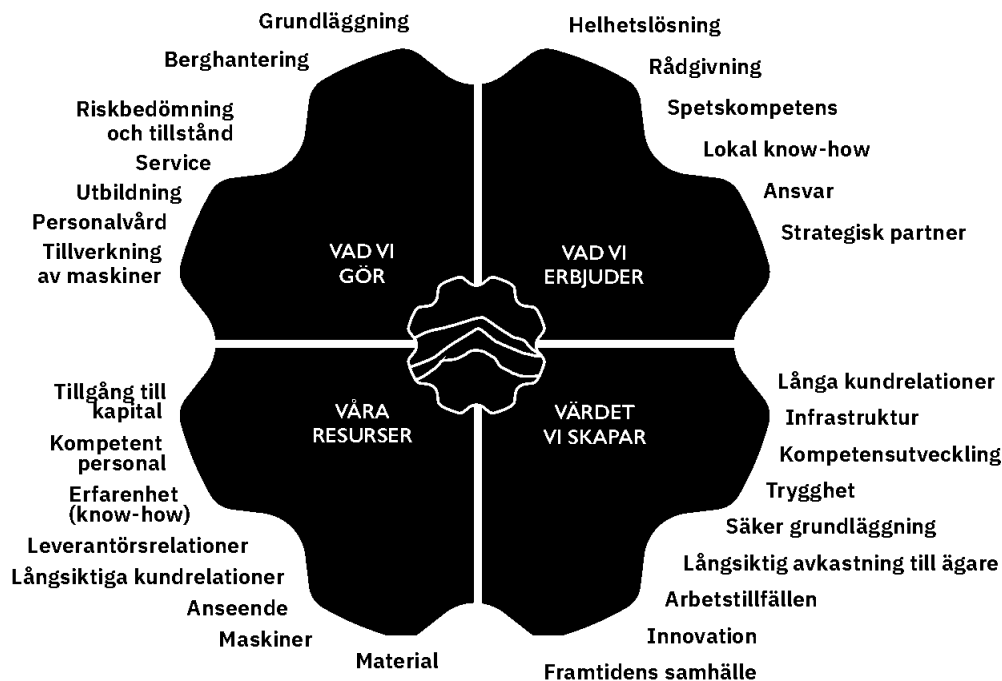 Grundläggning
Berghantering
Riskbedömning
och tillstånd
Service
Utbildning
Personalvård
Tillverkning
av maskiner
VAD VI
GÖR
Helhetslösning
Rådgivning
Spetskompetens
Lokal know-how
Ansvar
Strategisk partner
VAD VI
ERBJUDER
Tillgång till
kapital
Kompetent
personal
Erfarenhet
(know-how)
Leverantörsrelationer
Långsiktiga kundrelationer
Anseende
Maskiner
Material
VÅRA
RESURSER
Långa kundrelationer
Infrastruktur
Kompetensutveckling
Trygghet
Säker grundläggning
Långsiktig avkastning till ägare
Arbetstillfällen
Innovation
Framtidens samhälle
VÄRDET
VI SKAPAR